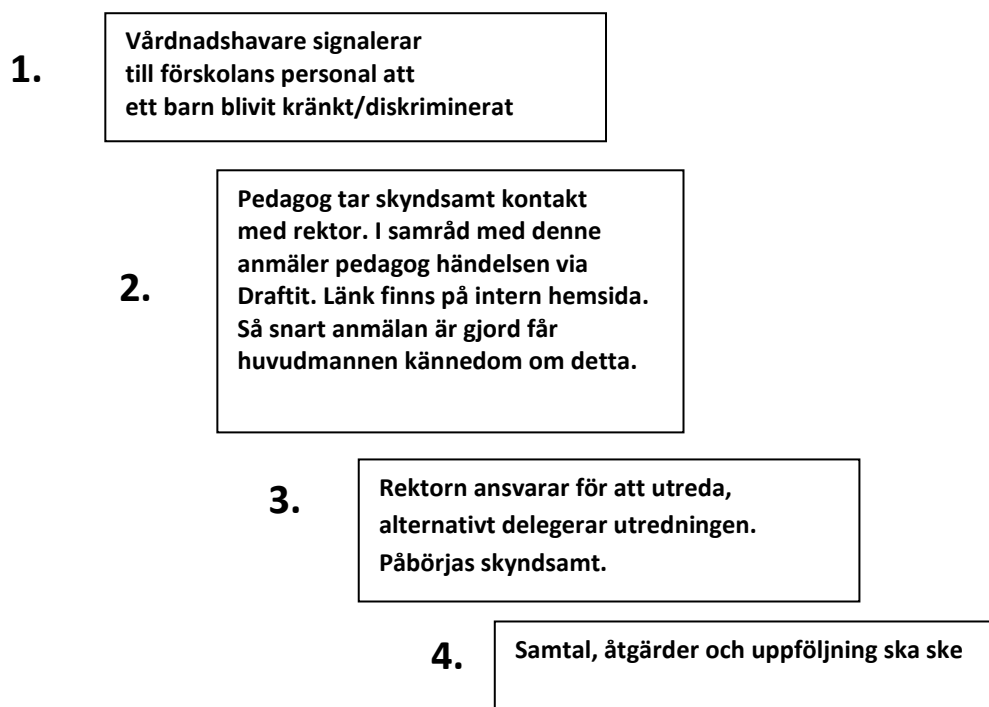 1.
Vårdnadshavare signalerar
till förskolans personal att
ett barn blivit kränkt/diskriminerat
2.
Pedagog tar skyndsamt kontakt
med rektor. I samråd med denne
anmäler pedagog händelsen via
Draftit. Länk finns på intern hemsida.
Så snart anmälan är gjord får
huvudmannen kännedom om detta.
3.
Rektorn ansvarar för att utreda,
alternativt delegerar utredningen.
Påbörjas skyndsamt.
4.
Samtal, åtgärder och uppföljning ska ske